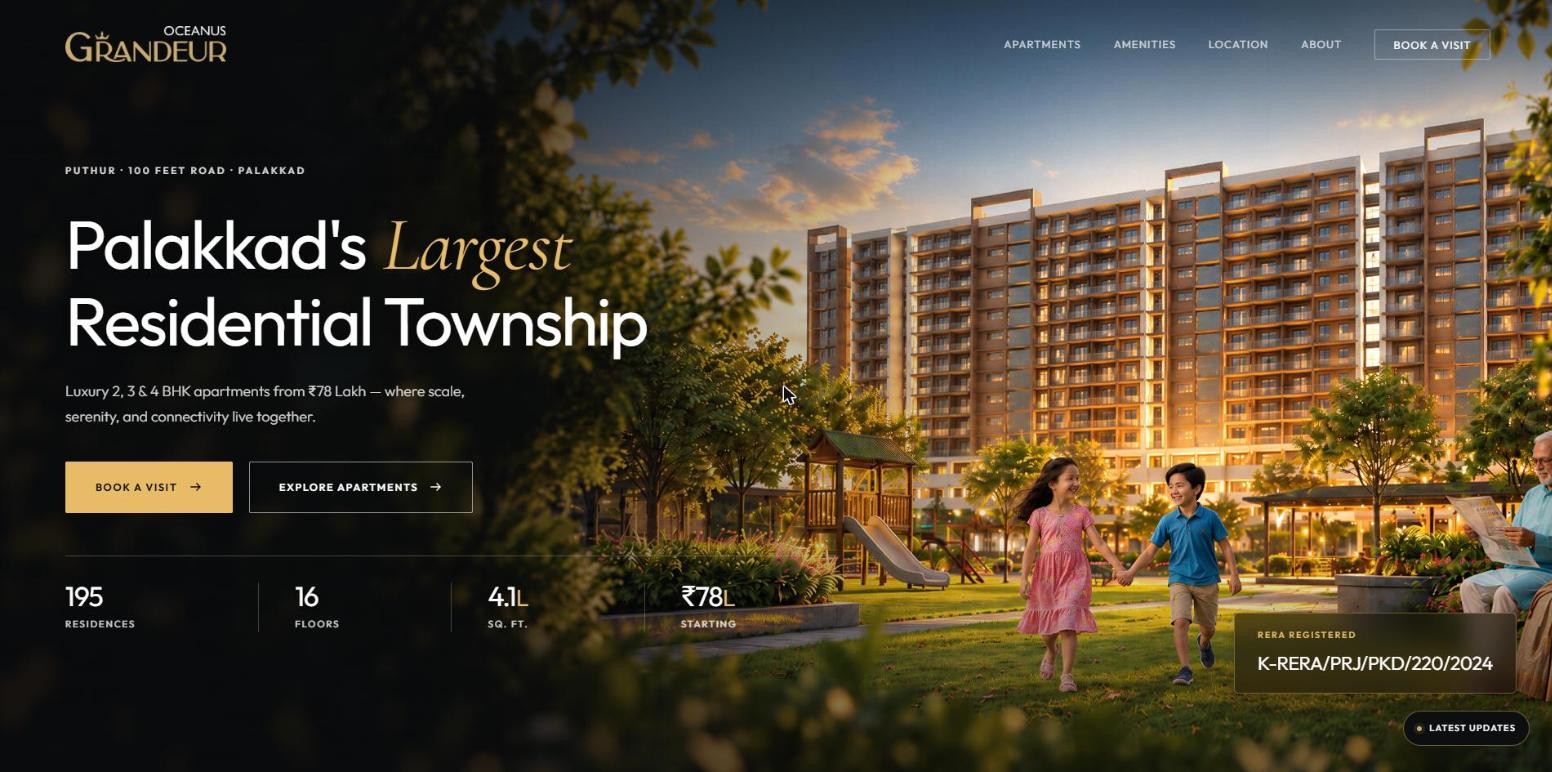 OCEANUS
GRANDEUR
APARTMENTS
AMENITIES
LOCATION
ABOUT
BOOK A VISIT
PUTHUR · 100 FEET ROAD · PALAKKAD
Palakkad's Largest
Residential Township
Luxury 2, 3 & 4 BHK apartments from ₹78 Lakh — where scale,
serenity, and connectivity live together.
BOOK A VISIT →
EXPLORE APARTMENTS →
195
RESIDENCES
16
FLOORS
4.1L
SQ. FT.
₹78L
STARTING
RERA REGISTERED
K-RERA/PRJ/PKD/220/2024
LATEST UPDATES